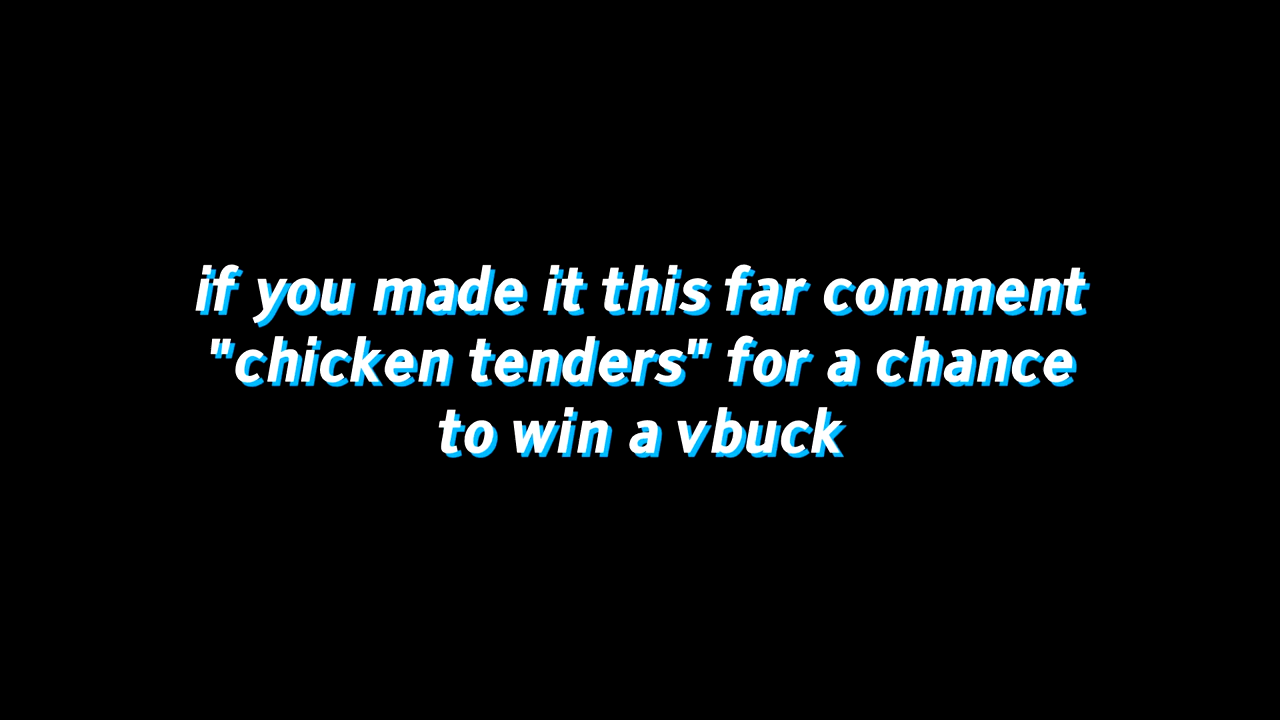 if you made it this far comment
"chicken tenders" for a chance
to win a vbuck